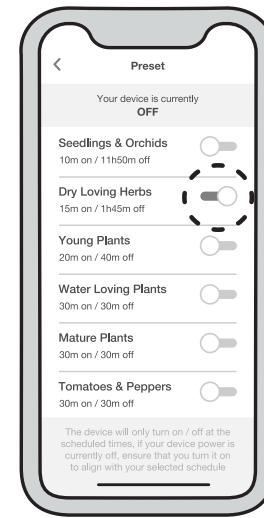 Preset
Your device is currently
OFF
Seedlings & Orchids
10m on / 11h50m off
Dry Loving Herbs
15m on / 1h45m off
Young Plants
20m on / 40m off
Water Loving Plants
30m on / 30m off
Mature Plants
30m on / 30m off
Tomatoes & Peppers
30m on / 30m off
The device will only turn on / off at the
scheduled times, if your device power is
currently off, ensure that you turn it on
to align with your selected schedule